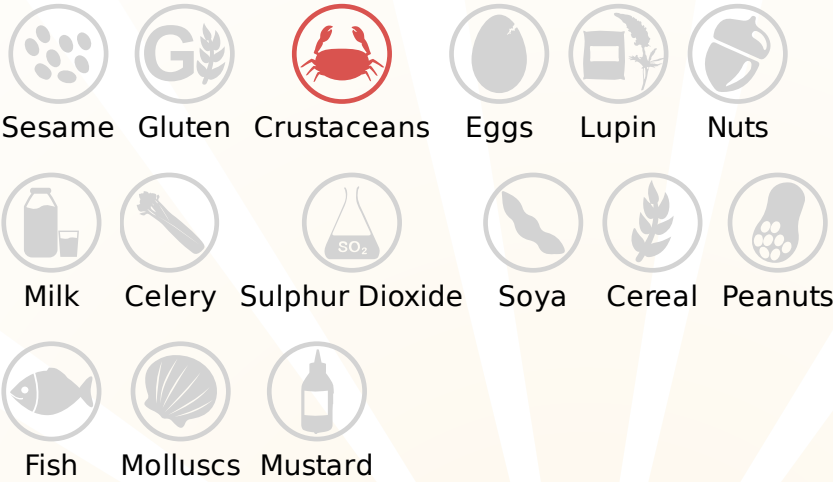 G
Sesame Gluten Crustaceans Eggs Lupin Nuts
SO₂
Milk Celery Sulphur Dioxide Soya Cereal Peanuts
Fish Molluscs Mustard